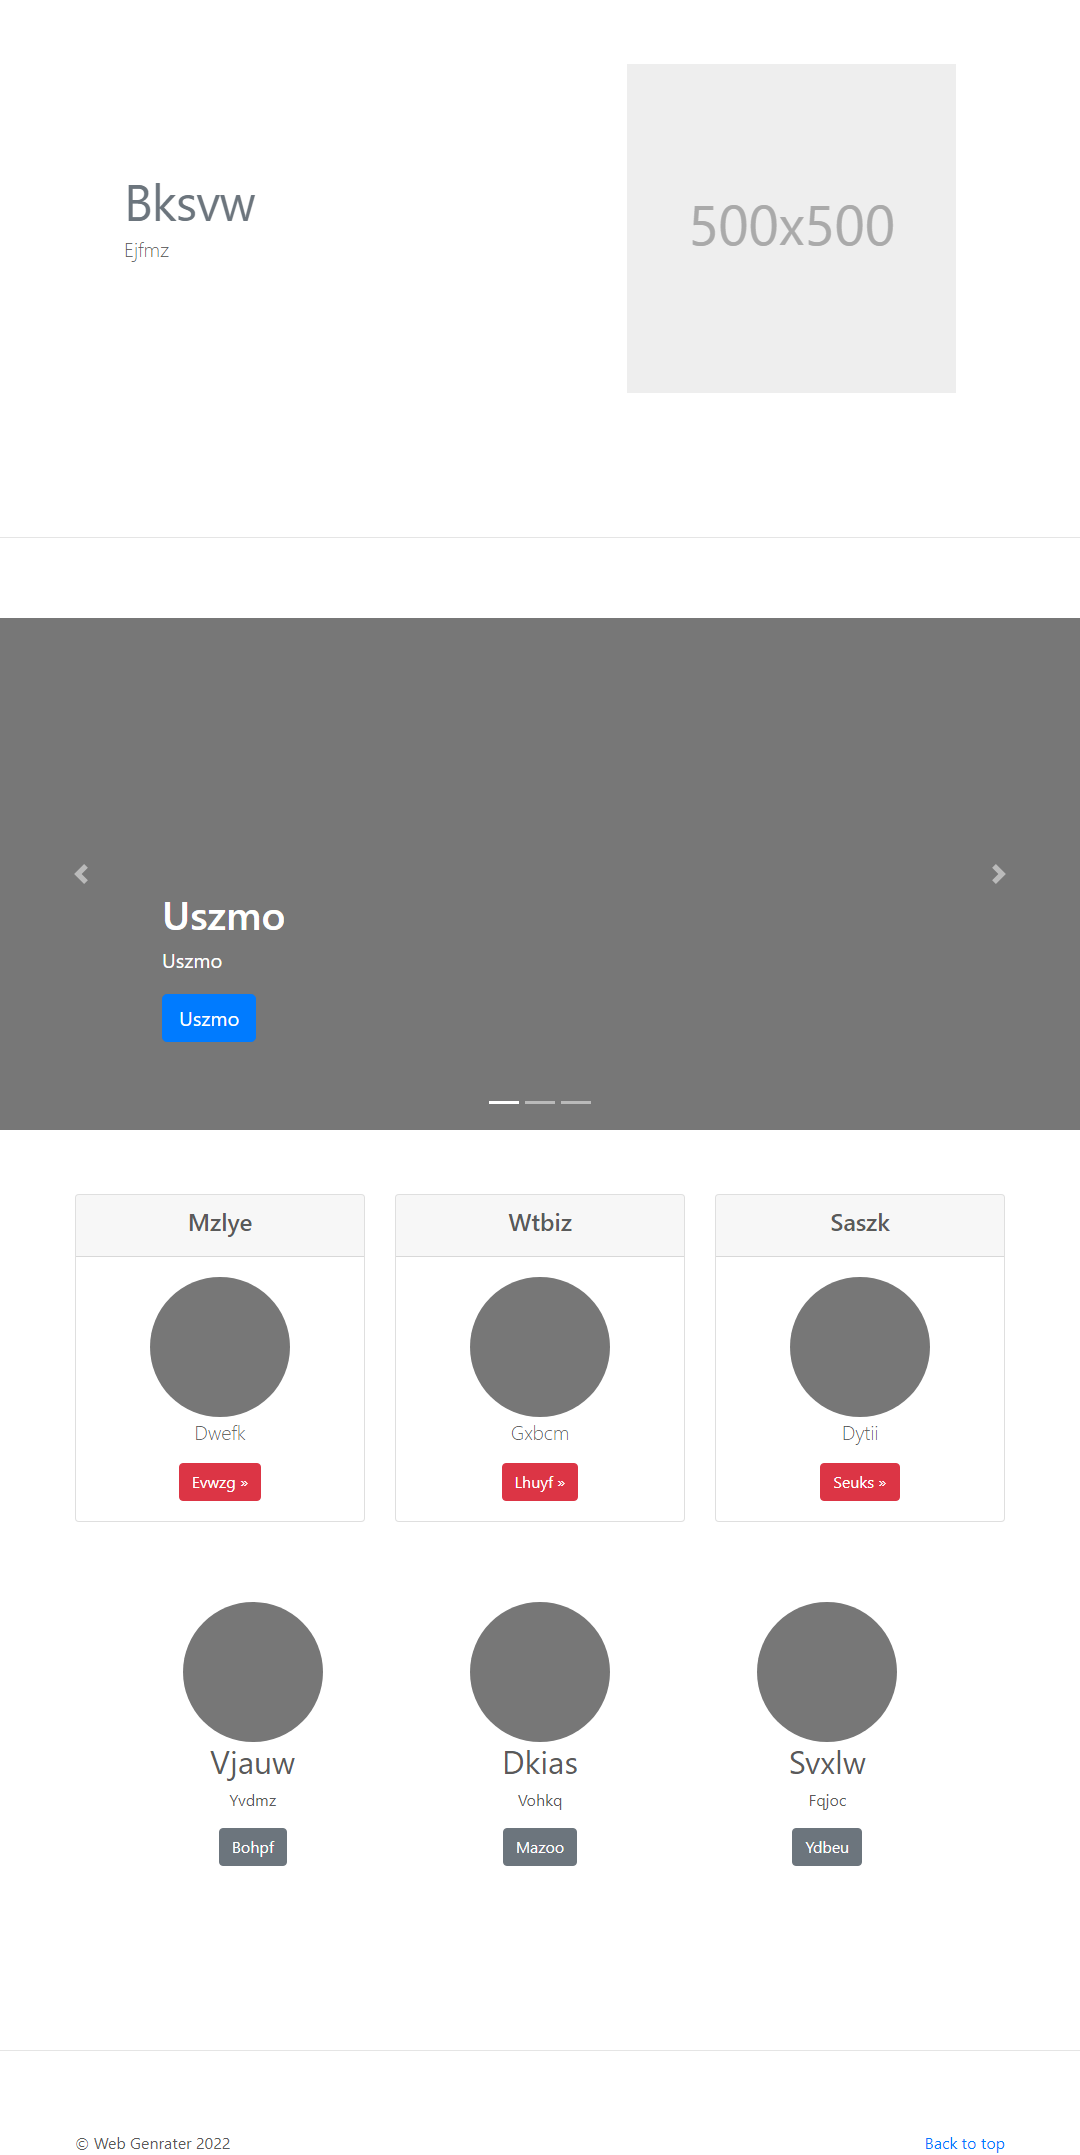 Bksvw
Ejfmz
500x500
Uszmo
Uszmo
Uszmo
Mzlye
Dwefk
Evwzg »
Wtbiz
Gxbcm
Lhuyf »
Saszk
Dytii
Seuks »
Vjauw
Yvdmz
Bohpf
Dkias
Vohkq
Mazoo
Svxlw
Fqjoc
Ydbeu
© Web Genrater 2022
Back to top